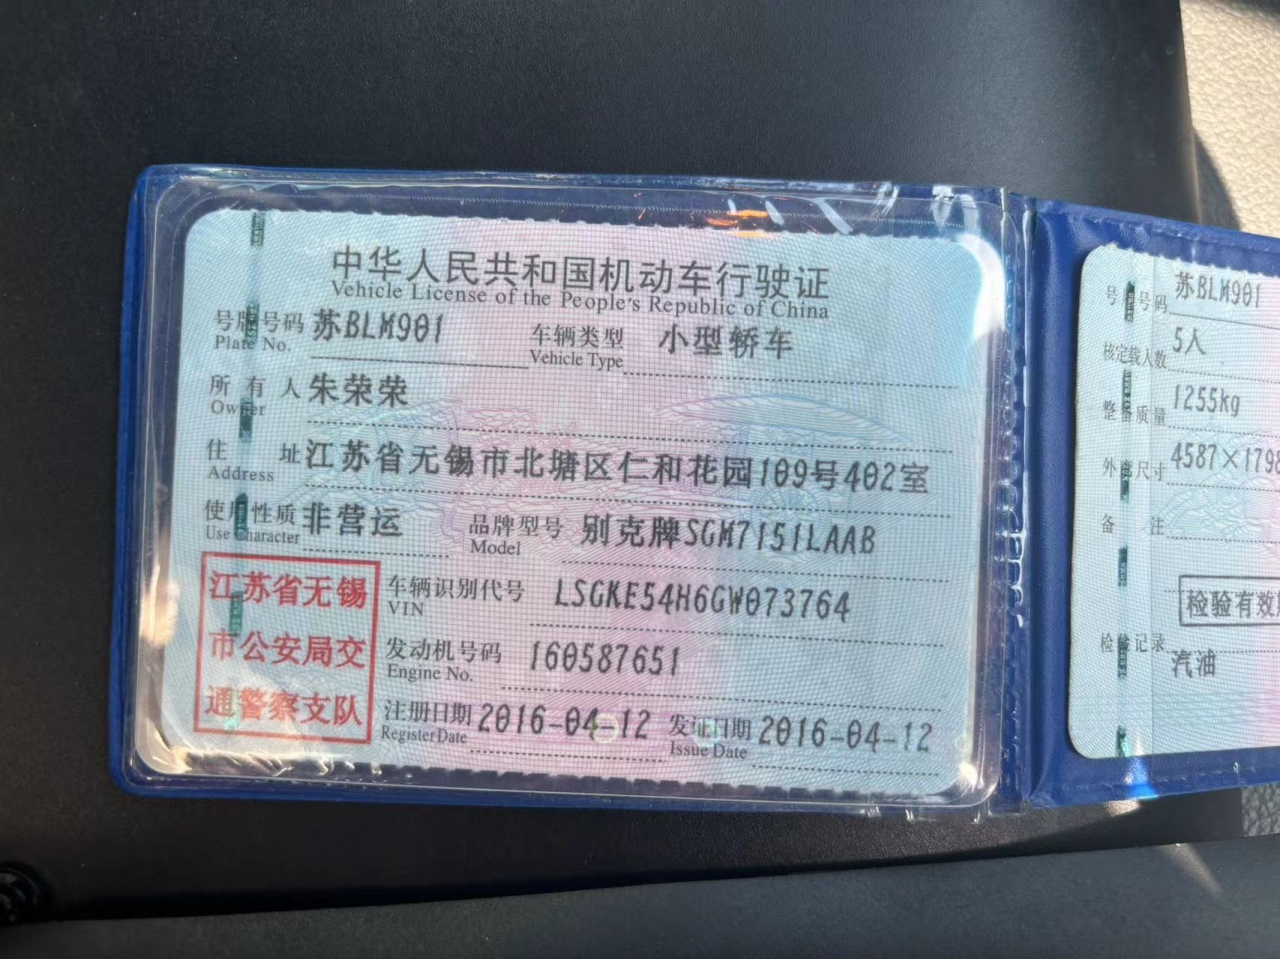 中华人民共和国机动车行驶证
Vehicle License of the People's Republic of China
号牌号码 苏BLM901 车辆类型 小型轿车
Plate No. Vehicle Type
所有人 朱荣荣
Owner
住址 江苏省无锡市北塘区仁和花园109号402室
Address
使用性质 非营运 品牌型号 别克牌SGM7151LAAB
Use Character Model
江苏省无锡
市公安局交
通警察支队
车辆识别代号 LSGKE54H6GW073764
VIN
发动机号码 160587651
Engine No.
注册日期 2016-04-12 发证日期 2016-04-12
Register Date Issue Date
号牌号码 苏BLM901
核定载人数 5人
整备质量 1255kg
外廓尺寸 4587×1798
备注
检验有效
检验记录
汽油